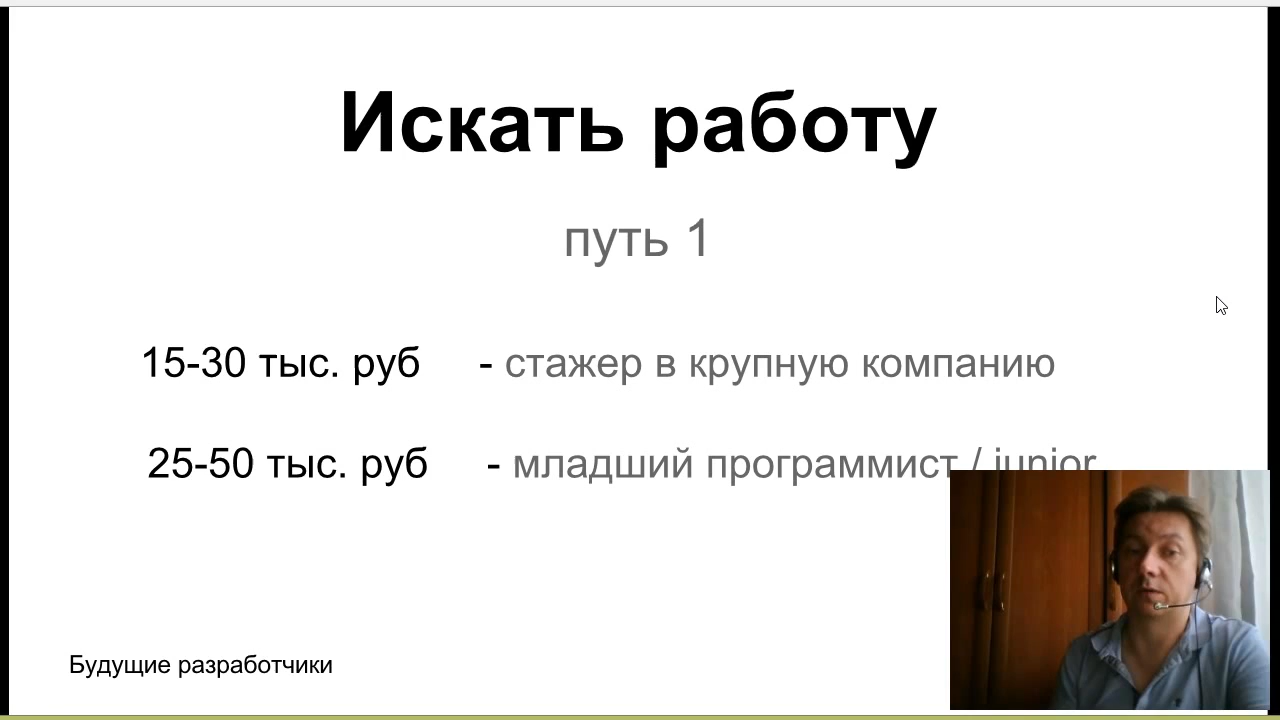 Искать работу
путь 1
15-30 тыс. руб - стажер в крупную компанию
25-50 тыс. руб - младший программист / junior
Будущие разработчики